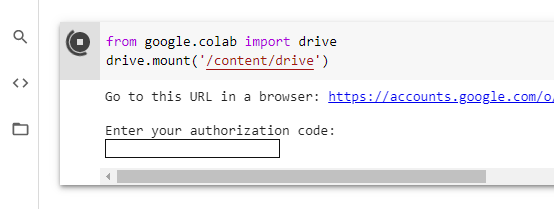 from google.colab import drive
drive.mount('/content/drive')
Go to this URL in a browser: https://accounts.google.com/o/
Enter your authorization code: